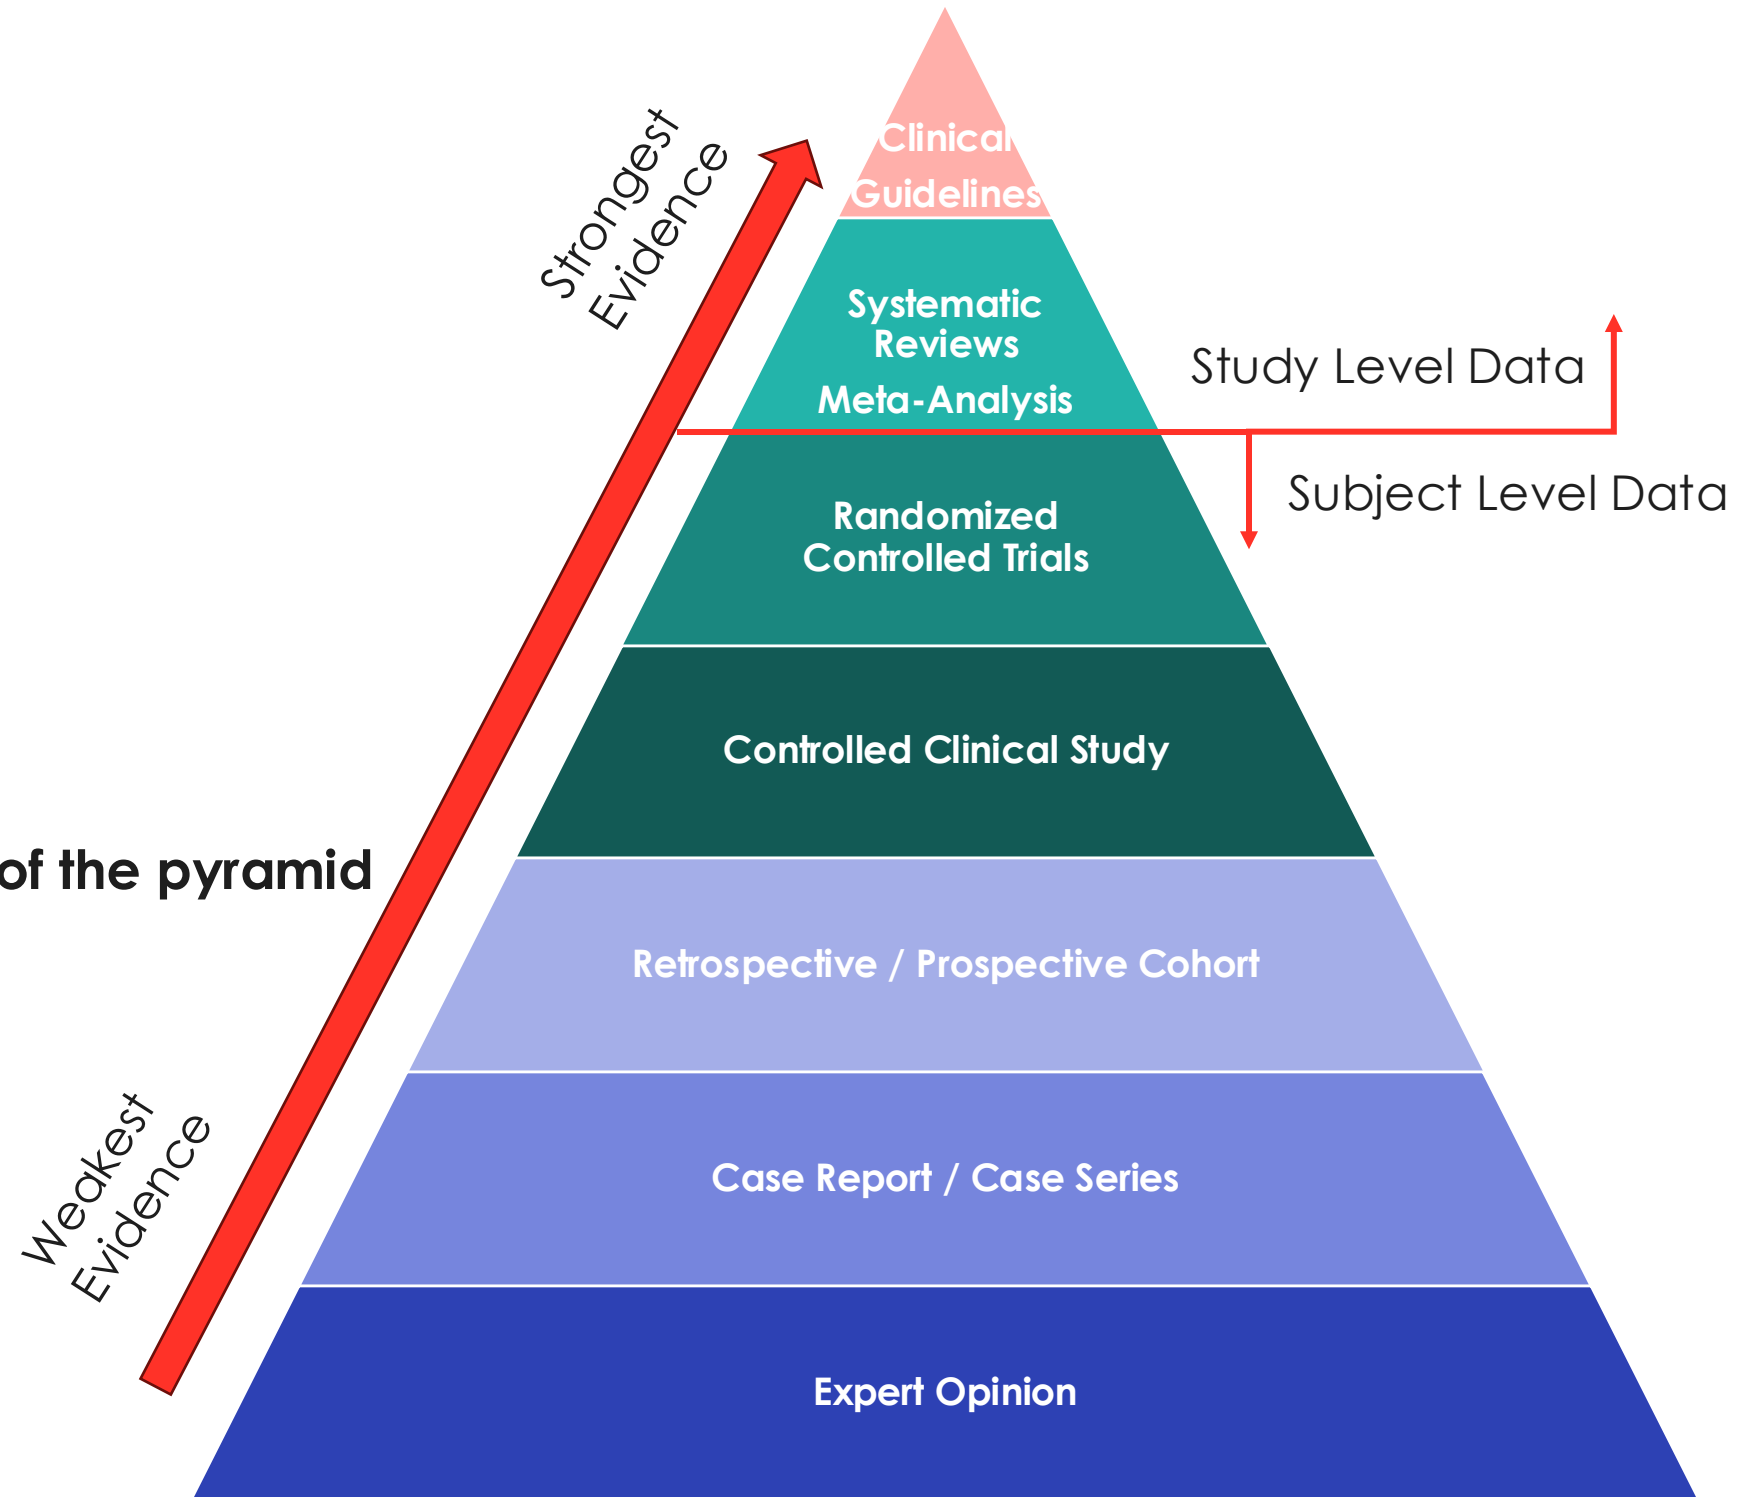 Clinical
Guidelines
Strongest
Evidence
Systematic
Reviews
Meta-Analysis
Study Level Data
Subject Level Data
Randomized
Controlled Trials
Controlled Clinical Study
of the pyramid
Retrospective / Prospective Cohort
Weakest
Evidence
Case Report / Case Series
Expert Opinion